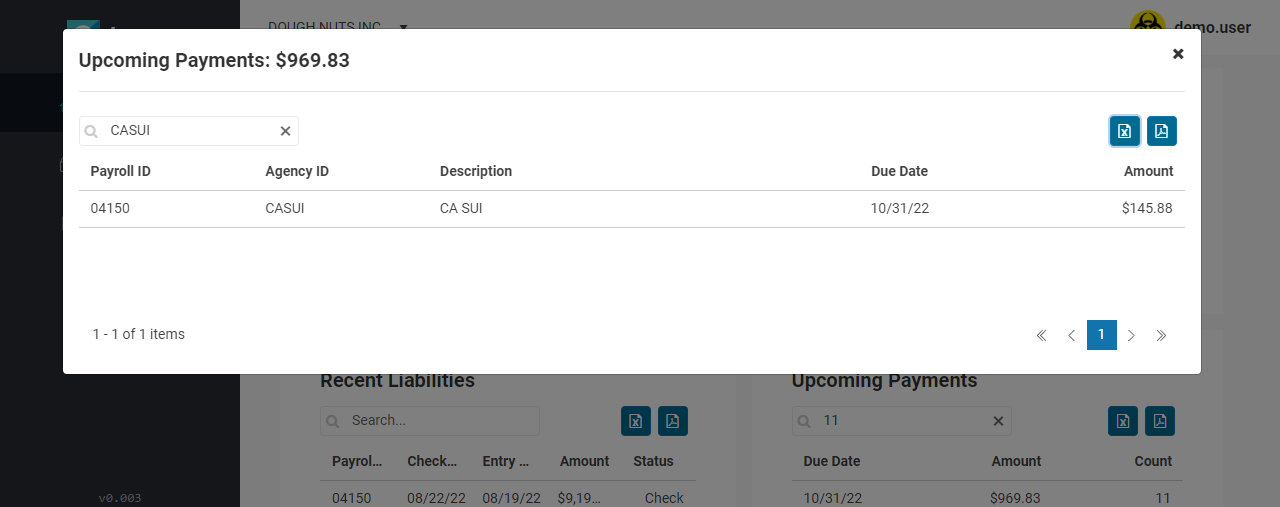 DOUGH NUTS INC
demo.user
Upcoming Payments: $969.83
CASUI
Payroll ID Agency ID Description Due Date Amount
04150 CASUI CA SUI 10/31/22 $145.88
1 - 1 of 1 items
1
Recent Liabilities
Upcoming Payments
Search...
11
Payrol... Check... Entry ... Amount Status
Due Date Amount Count
04150 08/22/22 08/19/22 $9,19... Check
10/31/22 $969.83 11
v0.003